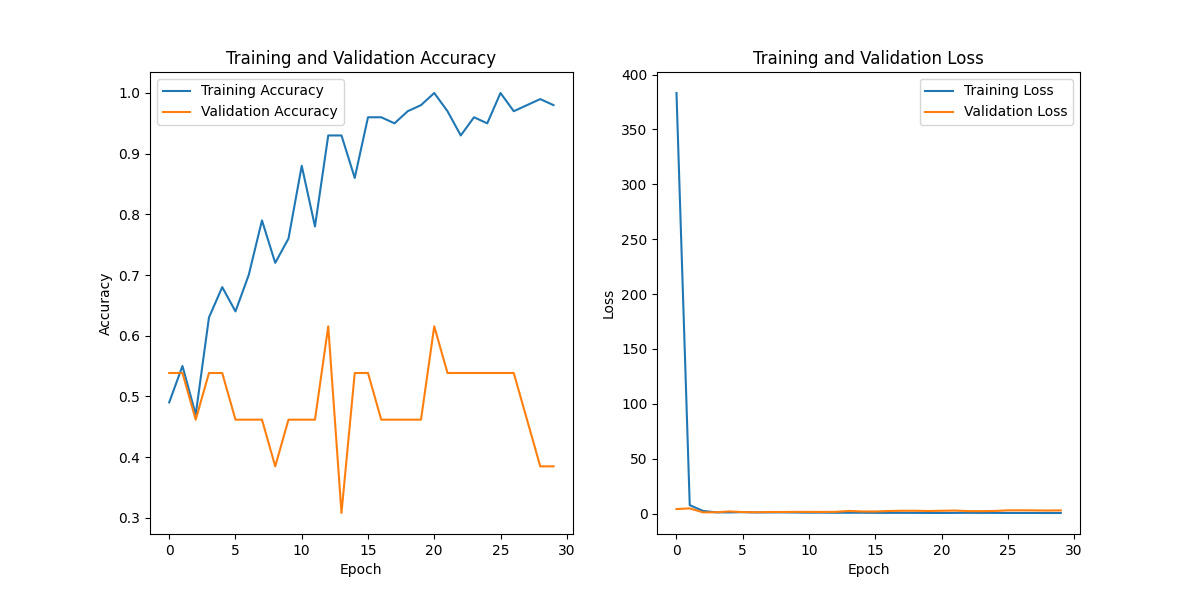 Training and Validation Accuracy
Training Accuracy
Validation Accuracy
1.0
0.9
0.8
0.7
0.6
0.5
0.4
0.3
Accuracy
0 5 10 15 20 25 30
Epoch
Training and Validation Loss
Training Loss
Validation Loss
400
350
300
250
200
150
100
50
0
Loss
0 5 10 15 20 25 30
Epoch